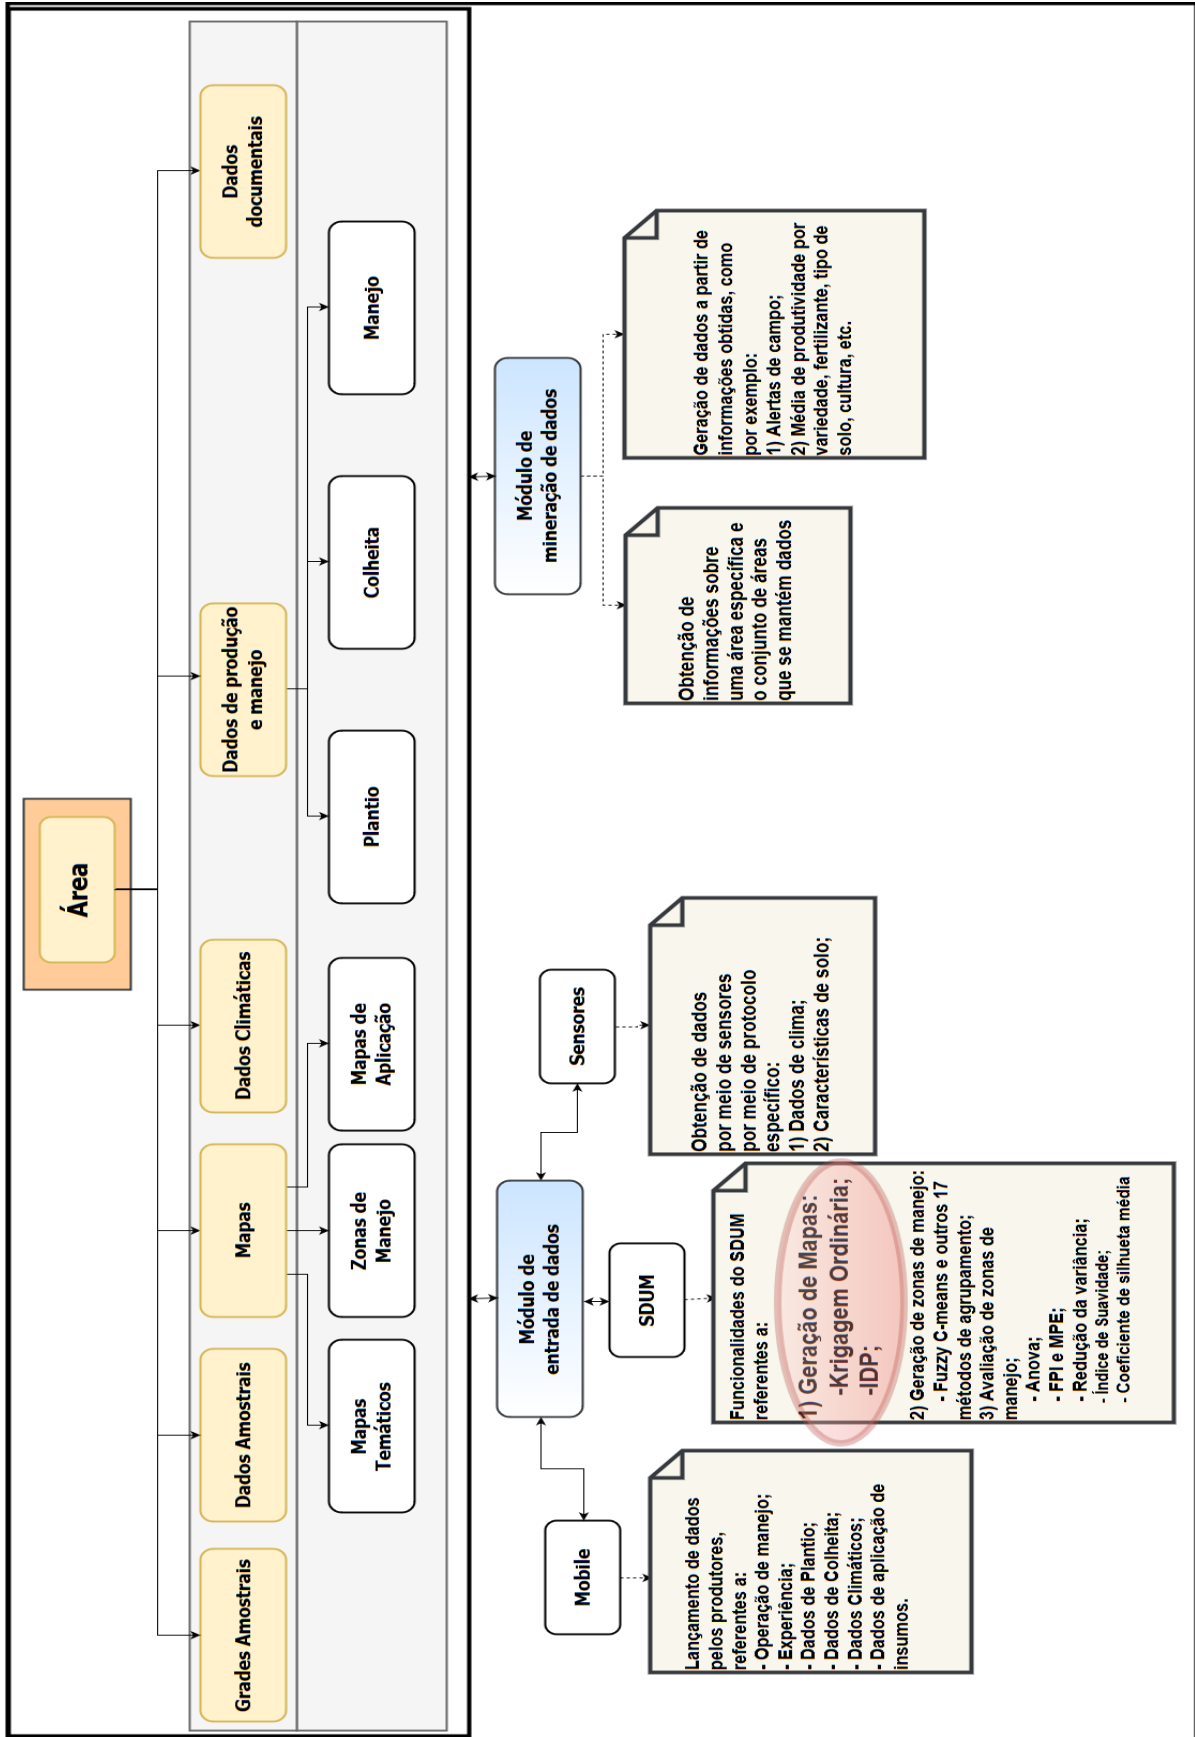 Área
Grades Amostrais
Dados Amostrais
Mapas
Dados Climáticas
Dados de produção
e manejo
Dados
documentais
Mapas
Temáticos
Zonas de
Manejo
Mapas de
Aplicação
Plantio
Colheita
Manejo
Módulo de
entrada de dados
Módulo de
mineração de dados
Mobile
SDUM
Sensores
Lançamento de dados
pelos produtores,
referentes a:
- Operação de manejo;
- Experiência;
- Dados de Plantio;
- Dados de Colheita;
- Dados Climáticos;
- Dados de aplicação de
insumos.
Funcionalidades do SDUM
referentes a:
1) Geração de Mapas:
-Krigagem Ordinária;
-IDP;
2) Geração de zonas de manejo:
- Fuzzy C-means e outros 17
métodos de agrupamento;
3) Avaliação de zonas de
manejo;
- Anova;
- FPI e MPE;
- Redução da variância;
- Índice de Suavidade;
- Coeficiente de silhueta média
Obtenção de dados
por meio de sensores
por meio de protocolo
específico:
1) Dados de clima;
2) Características de solo;
Obtenção de
informações sobre
uma área específica e
o conjunto de áreas
que se mantém dados
Geração de dados a partir de
informações obtidas, como
por exemplo:
1) Alertas de campo;
2) Média de produtividade por
variedade, fertilizante, tipo de
solo, cultura, etc.